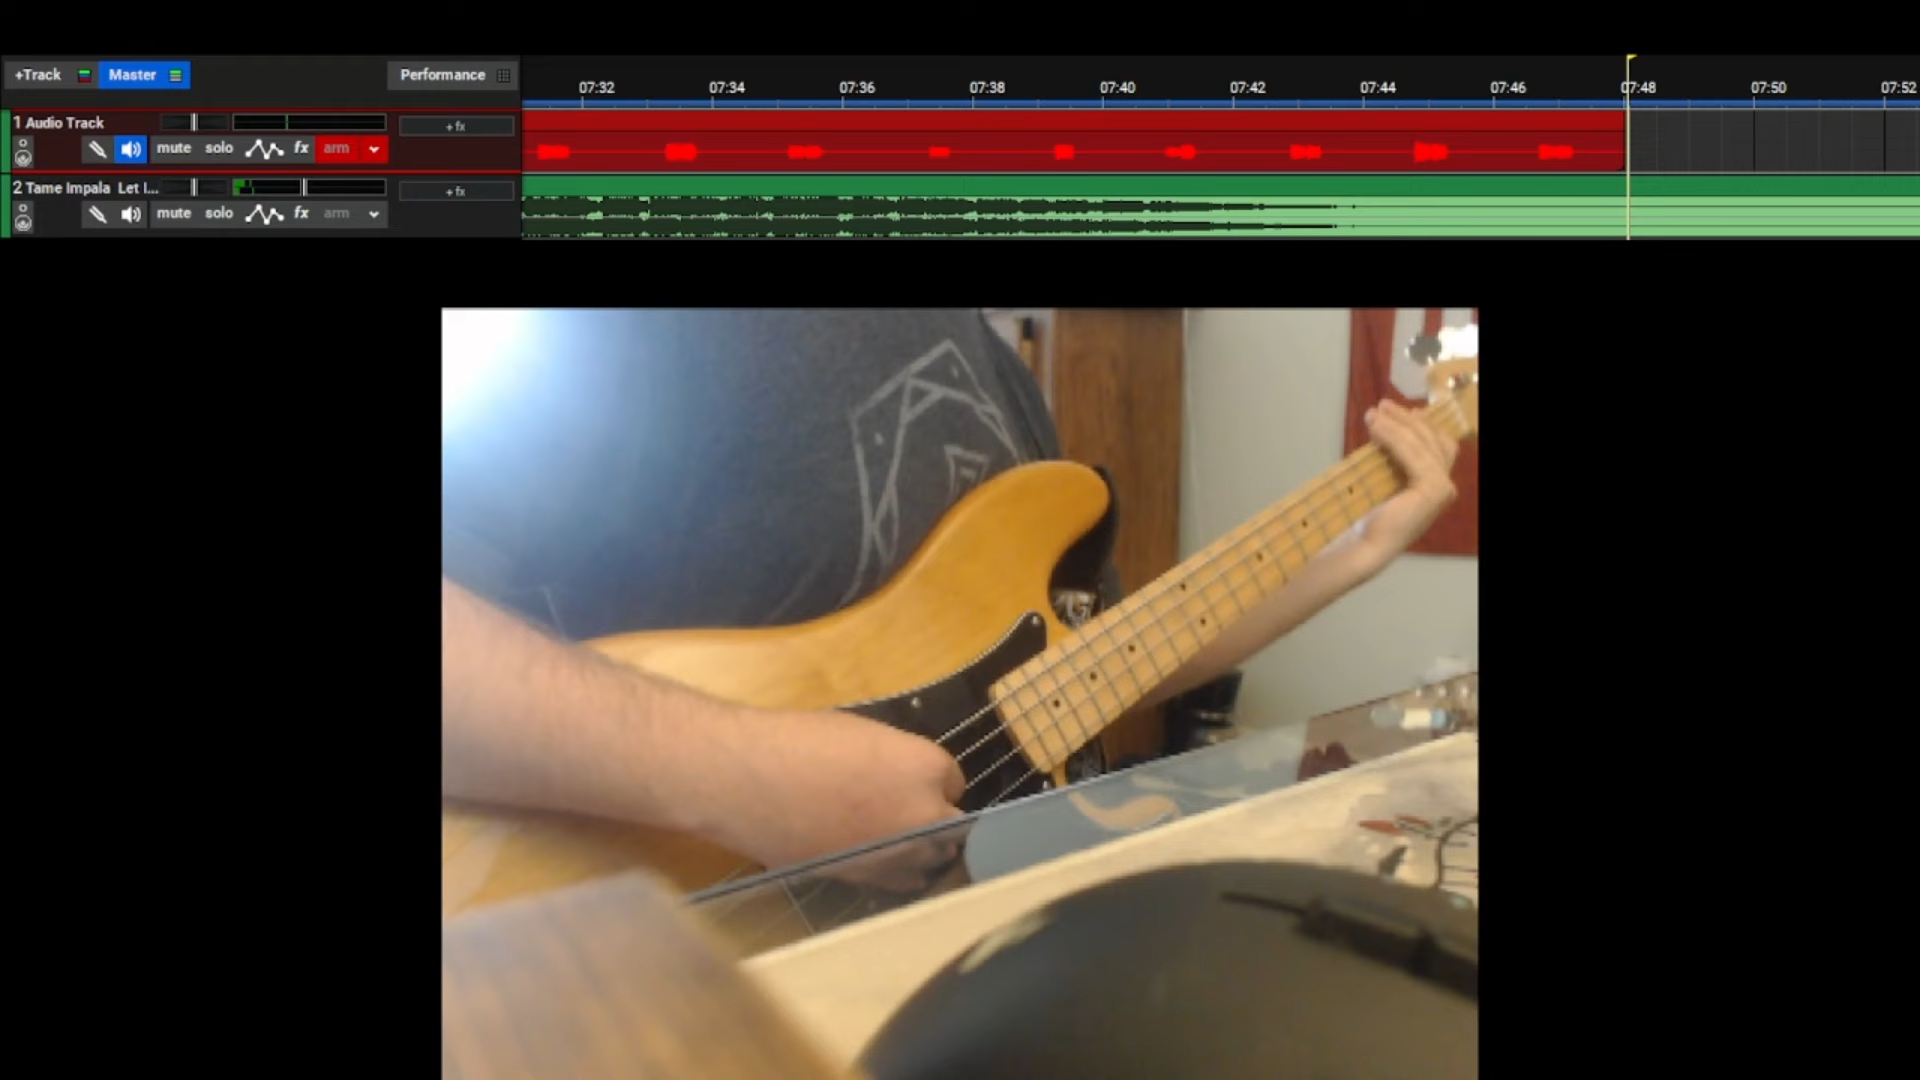 +Track Master Performance
07:32 07:34 07:36 07:38 07:40 07:42 07:44 07:46 07:48 07:50 07:52
1 Audio Track
+ fx
mute solo fx arm
2 Tame Impala Let I...
+ fx
mute solo fx arm